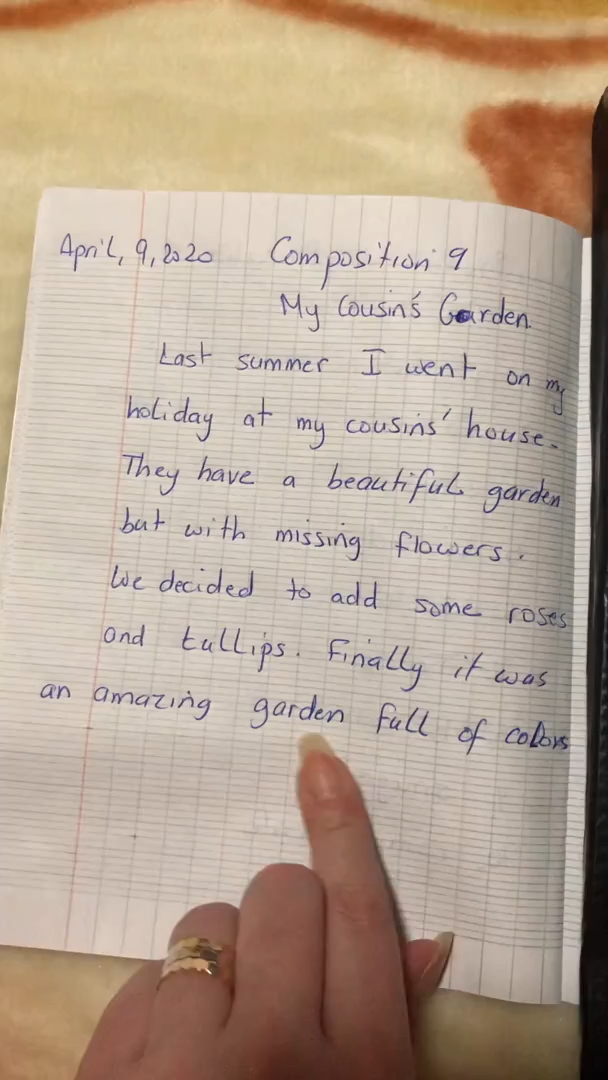 April, 9, 2020 Composition 9
My Cousin's Garden.
Last summer I went on my
holiday at my cousins' house.
They have a beautiful garden
but with missing flowers.
We decided to add some roses
and tullips. Finally it was
an amazing garden full of colors